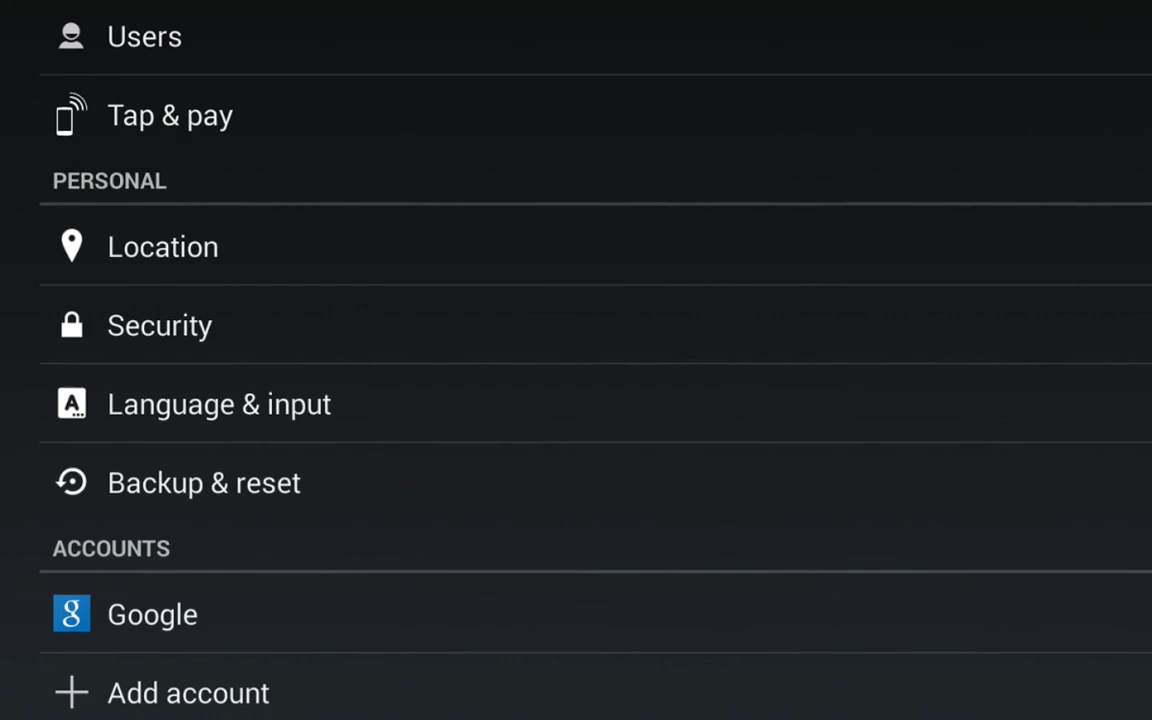 Users
Tap & pay
PERSONAL
Location
Security
Language & input
Backup & reset
ACCOUNTS
Google
Add account